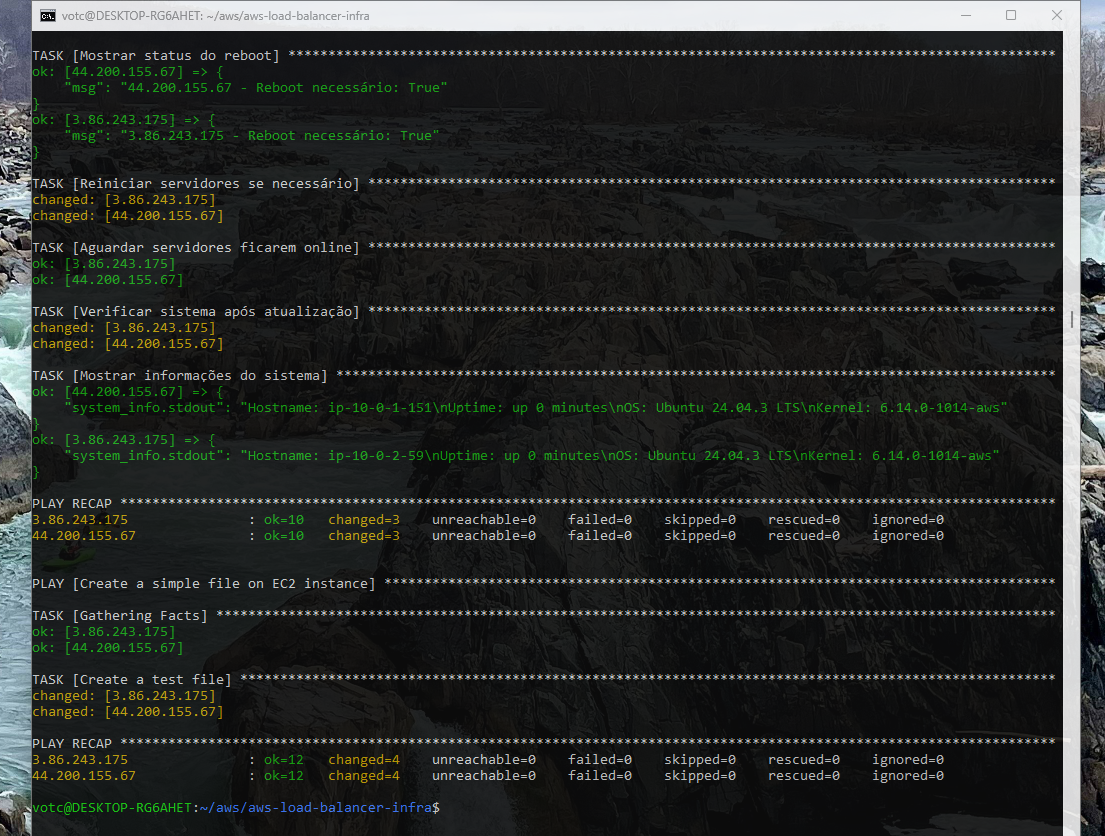 votc@DESKTOP-RG6AHET: ~/aws/aws-load-balancer-infra
TASK [Mostrar status do reboot] ************************************************************************************************
ok: [44.200.155.67] => {
    "msg": "44.200.155.67 - Reboot necessário: True"
}
ok: [3.86.243.175] => {
    "msg": "3.86.243.175 - Reboot necessário: True"
}
TASK [Reiniciar servidores se necessário] **************************************************************************************
changed: [3.86.243.175]
changed: [44.200.155.67]
TASK [Aguardar servidores ficarem online] **************************************************************************************
ok: [3.86.243.175]
ok: [44.200.155.67]
TASK [Verificar sistema após atualização] **************************************************************************************
changed: [3.86.243.175]
changed: [44.200.155.67]
TASK [Mostrar informações do sistema] ******************************************************************************************
ok: [44.200.155.67] => {
    "system_info.stdout": "Hostname: ip-10-0-1-151\nUptime: up 0 minutes\nOS: Ubuntu 24.04.3 LTS\nKernel: 6.14.0-1014-aws"
}
ok: [3.86.243.175] => {
    "system_info.stdout": "Hostname: ip-10-0-2-59\nUptime: up 0 minutes\nOS: Ubuntu 24.04.3 LTS\nKernel: 6.14.0-1014-aws"
}
PLAY RECAP *********************************************************************************************************************
3.86.243.175               : ok=10   changed=3    unreachable=0    failed=0    skipped=0    rescued=0    ignored=0
44.200.155.67              : ok=10   changed=3    unreachable=0    failed=0    skipped=0    rescued=0    ignored=0
PLAY [Create a simple file on EC2 instance] ************************************************************************************
TASK [Gathering Facts] *********************************************************************************************************
ok: [3.86.243.175]
ok: [44.200.155.67]
TASK [Create a test file] ******************************************************************************************************
changed: [3.86.243.175]
changed: [44.200.155.67]
PLAY RECAP *********************************************************************************************************************
3.86.243.175               : ok=12   changed=4    unreachable=0    failed=0    skipped=0    rescued=0    ignored=0
44.200.155.67              : ok=12   changed=4    unreachable=0    failed=0    skipped=0    rescued=0    ignored=0
votc@DESKTOP-RG6AHET:~/aws/aws-load-balancer-infra$